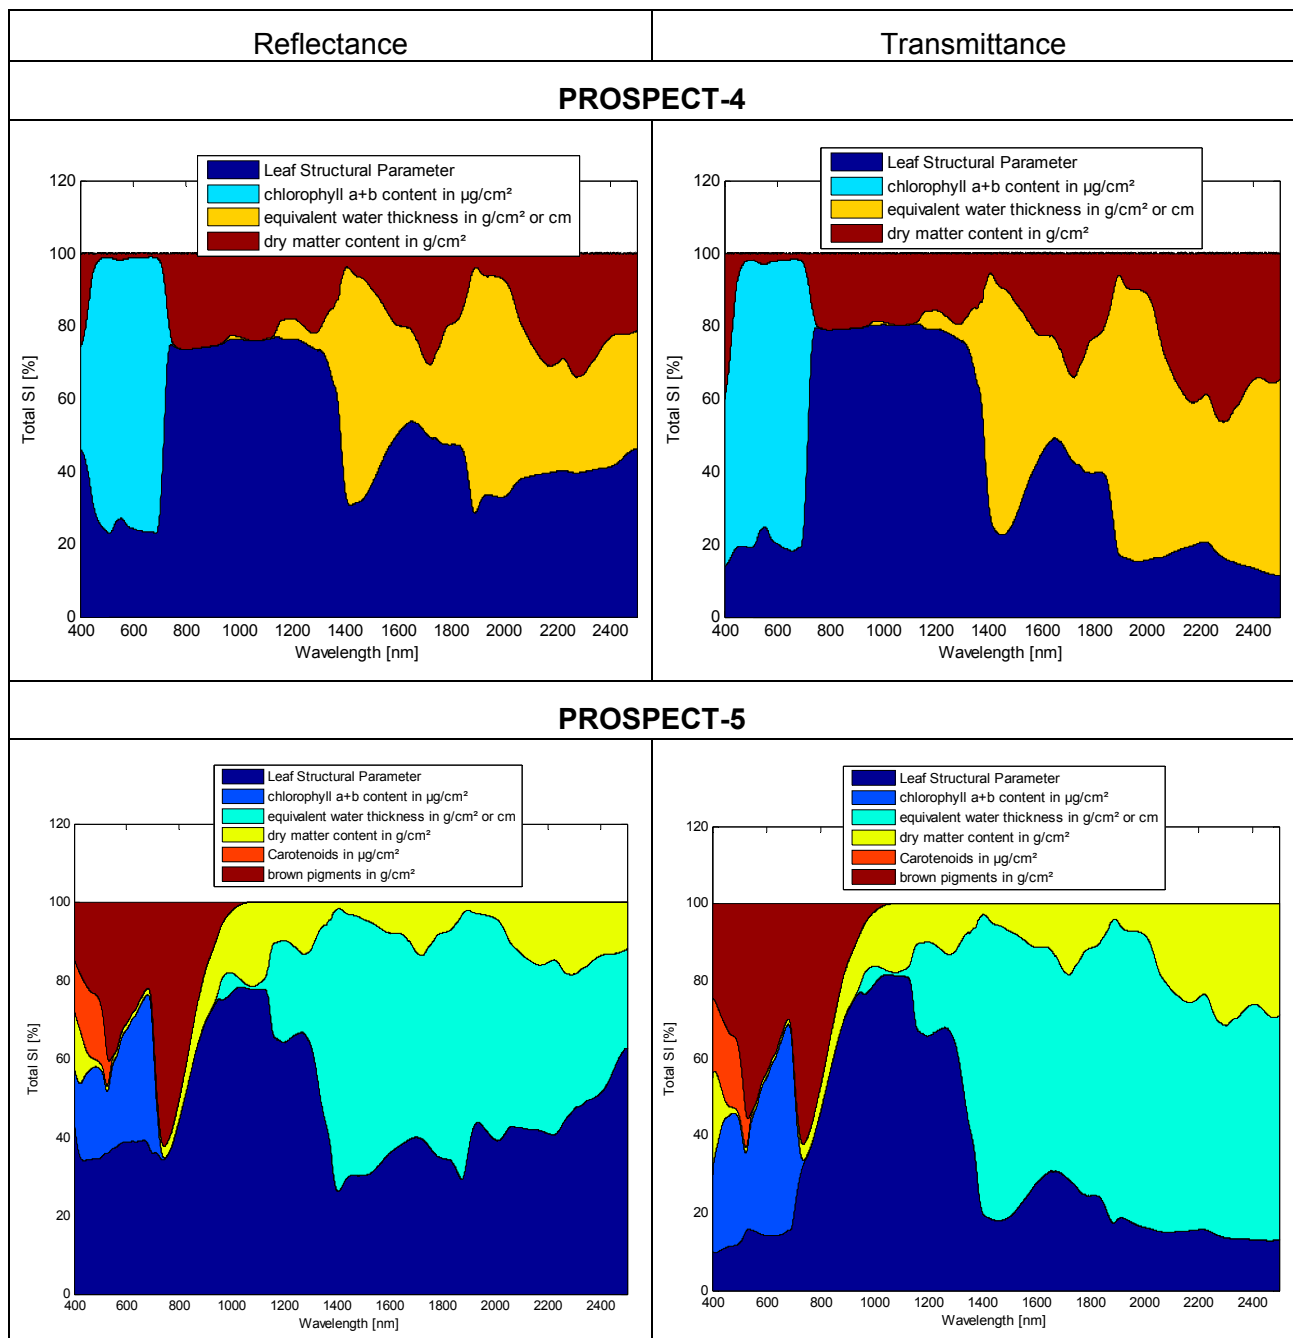 Reflectance
Transmittance
PROSPECT-4
Leaf Structural Parameter
chlorophyll a+b content in µg/cm²
equivalent water thickness in g/cm² or cm
dry matter content in g/cm²
120
100
80
60
40
20
0
Total SI [%]
400 600 800 1000 1200 1400 1600 1800 2000 2200 2400
Wavelength [nm]
Leaf Structural Parameter
chlorophyll a+b content in µg/cm²
equivalent water thickness in g/cm² or cm
dry matter content in g/cm²
120
100
80
60
40
20
0
Total SI [%]
400 600 800 1000 1200 1400 1600 1800 2000 2200 2400
Wavelength [nm]
PROSPECT-5
Leaf Structural Parameter
chlorophyll a+b content in µg/cm²
equivalent water thickness in g/cm² or cm
dry matter content in g/cm²
Carotenoids in µg/cm²
brown pigments in g/cm²
120
100
80
60
40
20
0
Total SI [%]
400 600 800 1000 1200 1400 1600 1800 2000 2200 2400
Wavelength [nm]
Leaf Structural Parameter
chlorophyll a+b content in µg/cm²
equivalent water thickness in g/cm² or cm
dry matter content in g/cm²
Carotenoids in µg/cm²
brown pigments in g/cm²
120
100
80
60
40
20
0
Total SI [%]
400 600 800 1000 1200 1400 1600 1800 2000 2200 2400
Wavelength [nm]